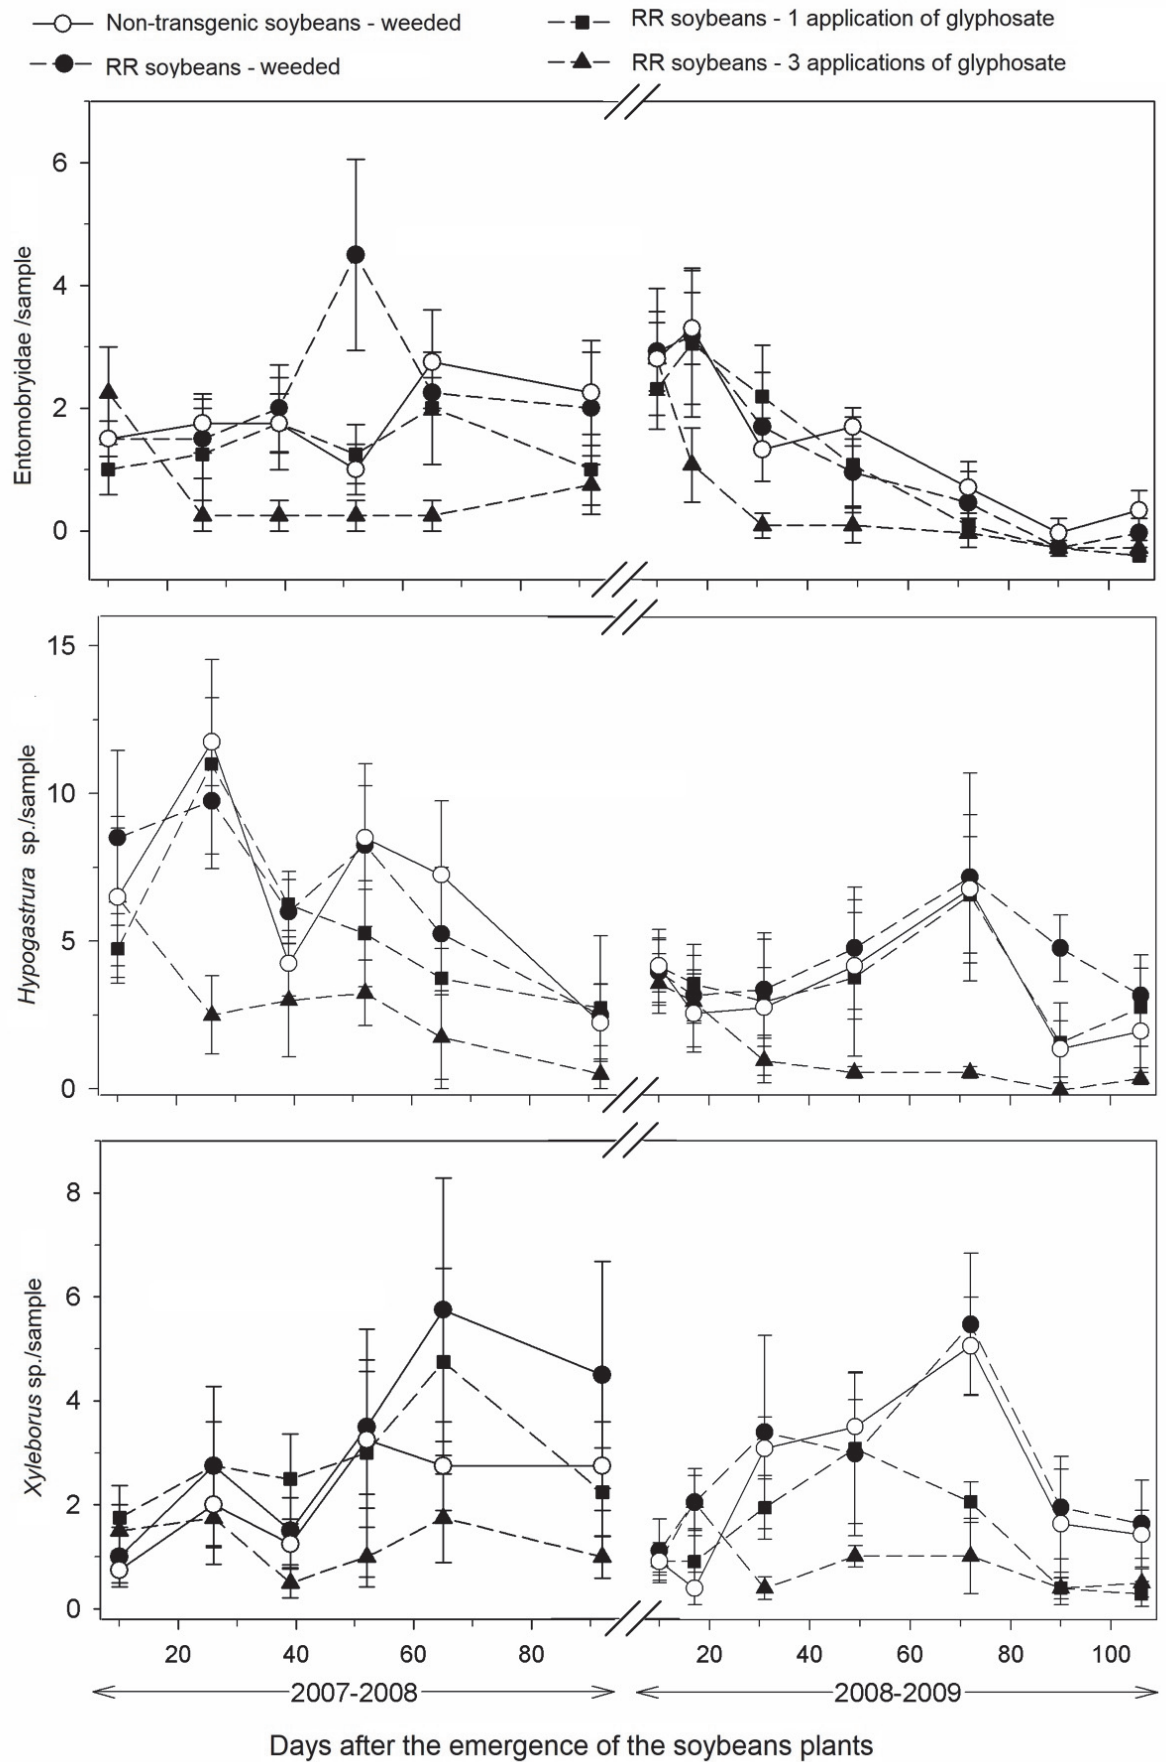 Non-transgenic soybeans - weeded
RR soybeans - weeded
RR soybeans - 1 application of glyphosate
RR soybeans - 3 applications of glyphosate
Entomobryidae /sample
6
4
2
0
Hypogastrura sp./sample
15
10
5
0
Xyleborus sp./sample
8
6
4
2
0
20 40 60 80 20 40 60 80 100
2007-2008 2008-2009
Days after the emergence of the soybeans plants